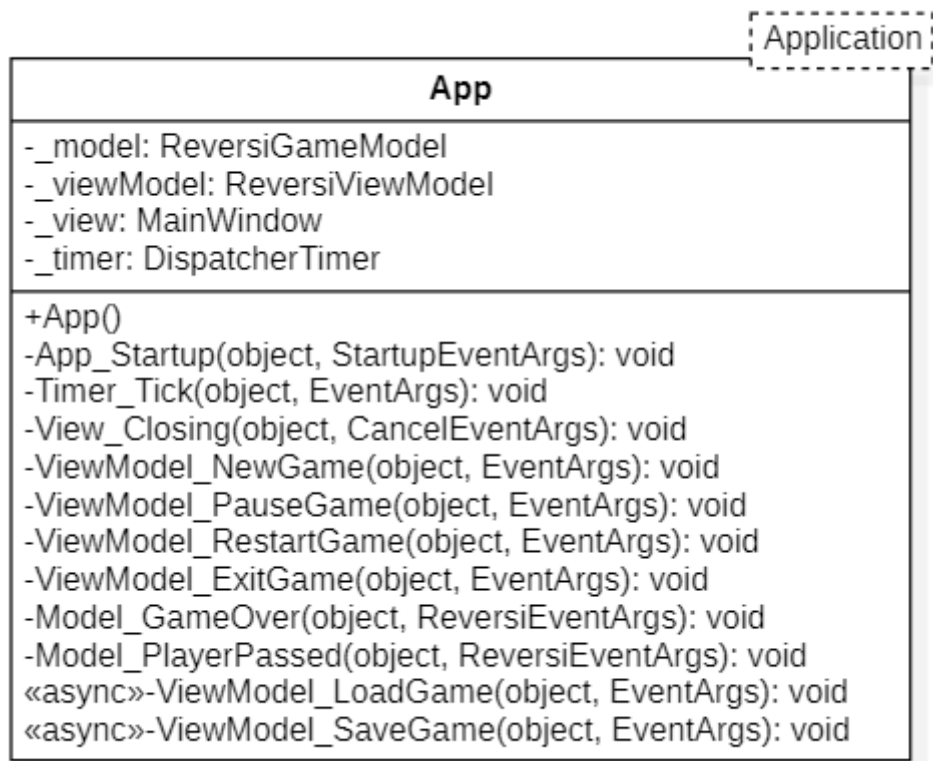 Application
App
-_model: ReversiGameModel
-_viewModel: ReversiViewModel
-_view: MainWindow
-_timer: DispatcherTimer
+App()
-App_Startup(object, StartupEventArgs): void
-Timer_Tick(object, EventArgs): void
-View_Closing(object, CancelEventArgs): void
-ViewModel_NewGame(object, EventArgs): void
-ViewModel_PauseGame(object, EventArgs): void
-ViewModel_RestartGame(object, EventArgs): void
-ViewModel_ExitGame(object, EventArgs): void
-Model_GameOver(object, ReversiEventArgs): void
-Model_PlayerPassed(object, ReversiEventArgs): void
«async»-ViewModel_LoadGame(object, EventArgs): void
«async»-ViewModel_SaveGame(object, EventArgs): void